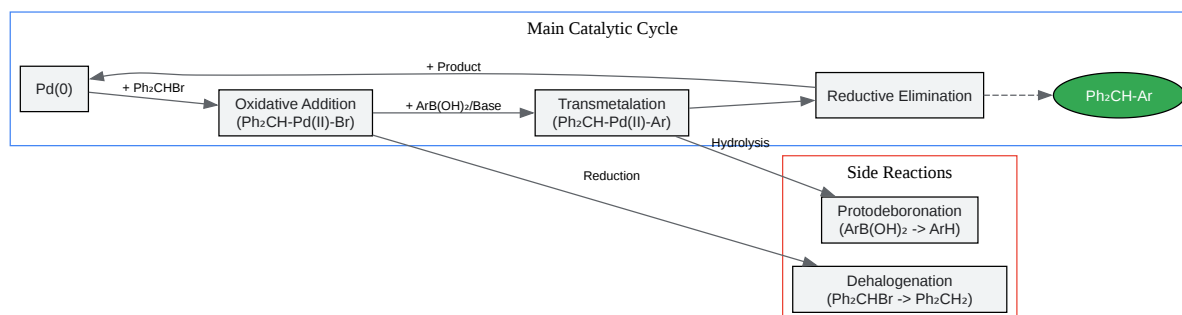 Main Catalytic Cycle
+ Product
Pd(0)
+ Ph₂CHBr
Oxidative Addition
(Ph₂CH-Pd(II)-Br)
+ ArB(OH)₂/Base
Transmetalation
(Ph₂CH-Pd(II)-Ar)
Reductive Elimination
Ph₂CH-Ar
Hydrolysis
Reduction
Side Reactions
Protodeboronation
(ArB(OH)₂ -> ArH)
Dehalogenation
(Ph₂CHBr -> Ph₂CH₂)